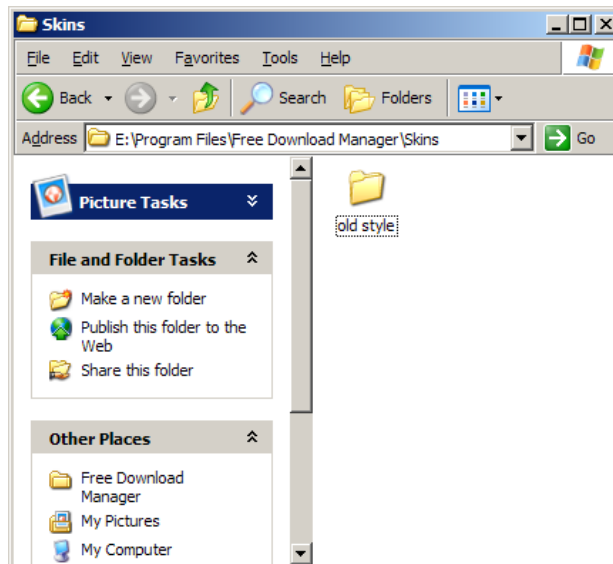 Skins
File Edit View Favorites Tools Help
Back Search Folders
Address E:\Program Files\Free Download Manager\Skins Go
Picture Tasks
File and Folder Tasks
Make a new folder
Publish this folder to the
Web
Share this folder
Other Places
Free Download
Manager
My Pictures
My Computer
old style